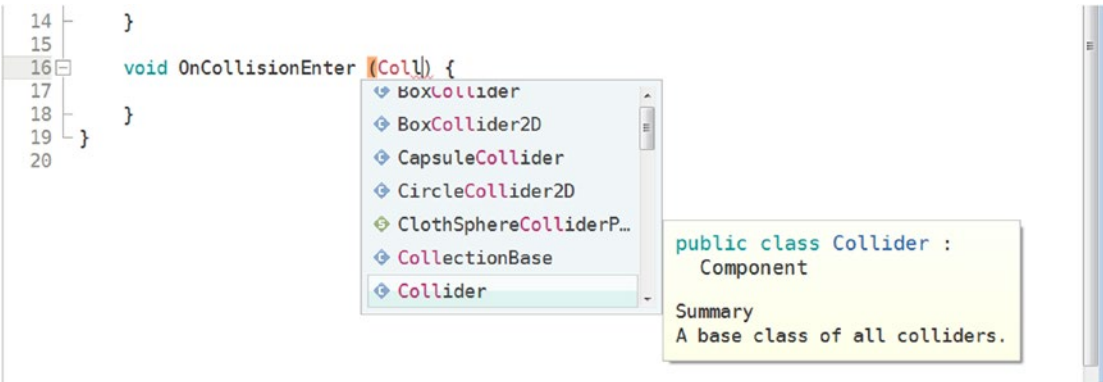 14 }
15
16 void OnCollisionEnter (Coll) {
17
18 }
19 }
20
BoxCollider
BoxCollider2D
CapsuleCollider
CircleCollider2D
ClothSphereColliderP…
CollectionBase
Collider
public class Collider :
Component
Summary
A base class of all colliders.